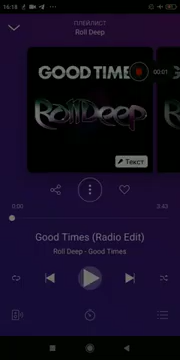 16:18
ПЛЕЙЛИСТ
Roll Deep
GOOD TIMES
00:01
RollDeep
Текст
0:00
3:43
Good Times (Radio Edit)
Roll Deep - Good Times